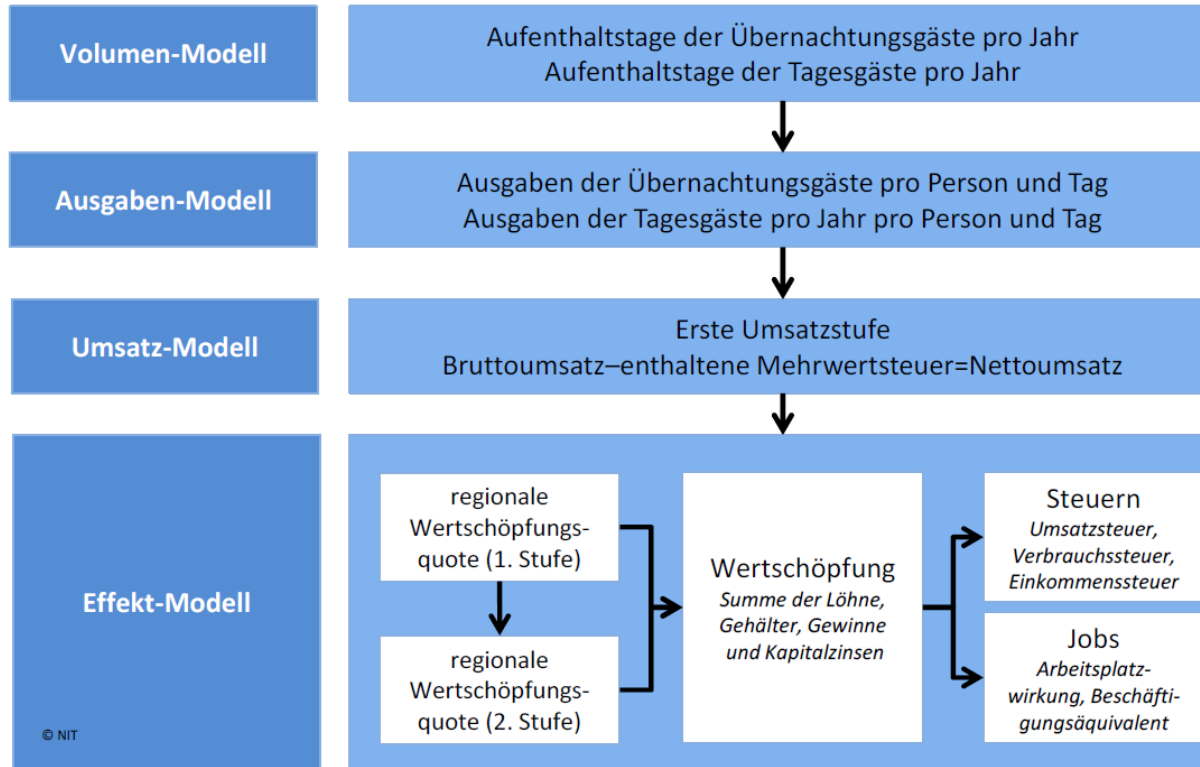 Volumen-Modell
Aufenthaltstage der Übernachtungsgäste pro Jahr
Aufenthaltstage der Tagesgäste pro Jahr
Ausgaben-Modell
Ausgaben der Übernachtungsgäste pro Person und Tag
Ausgaben der Tagesgäste pro Jahr pro Person und Tag
Umsatz-Modell
Erste Umsatzstufe
Bruttoumsatz–enthaltene Mehrwertsteuer=Nettoumsatz
Effekt-Modell
regionale
Wertschöpfungs-
quote (1. Stufe)
regionale
Wertschöpfungs-
quote (2. Stufe)
Wertschöpfung
Summe der Löhne,
Gehälter, Gewinne
und Kapitalzinsen
Steuern
Umsatzsteuer,
Verbrauchssteuer,
Einkommenssteuer
Jobs
Arbeitsplatz-
wirkung, Beschäfti-
gungsäquivalent
© NIT